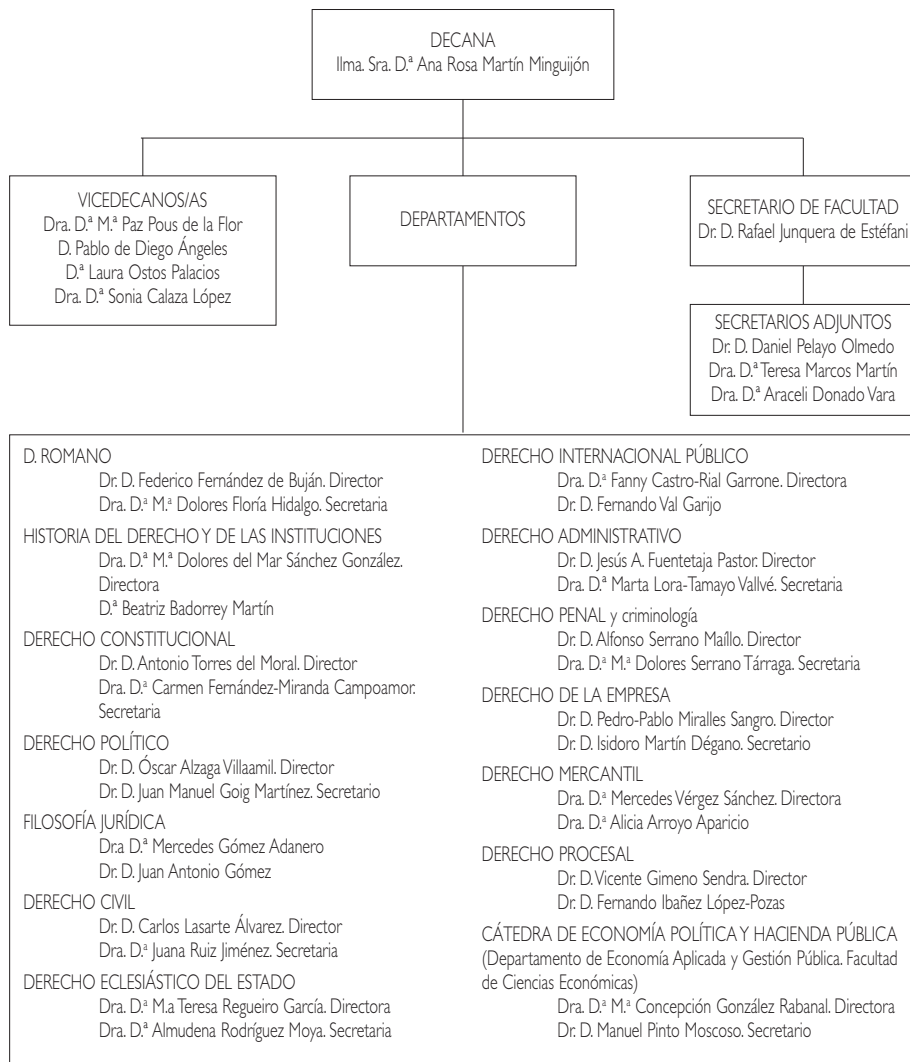 DECANA
Ilma. Sra. D.ª Ana Rosa Martín Minguijón
VICEDECANOS/AS
Dra. D.ª M.ª Paz Pous de la Flor
D. Pablo de Diego Ángeles
D.ª Laura Ostos Palacios
Dra. D.ª Sonia Calaza López
DEPARTAMENTOS
SECRETARIO DE FACULTAD
Dr. D. Rafael Junquera de Estéfani
SECRETARIOS ADJUNTOS
Dr. D. Daniel Pelayo Olmedo
Dra. D.ª Teresa Marcos Martín
Dra. D.ª Araceli Donado Vara
D. ROMANO
Dr. D. Federico Fernández de Buján. Director
Dra. D.ª M.ª Dolores Floría Hidalgo. Secretaria
HISTORIA DEL DERECHO Y DE LAS INSTITUCIONES
Dra. D.ª M.ª Dolores del Mar Sánchez González.
Directora
D.ª Beatriz Badorrey Martín
DERECHO CONSTITUCIONAL
Dr. D. Antonio Torres del Moral. Director
Dra. D.ª Carmen Fernández-Miranda Campoamor.
Secretaria
DERECHO POLÍTICO
Dr. D. Óscar Alzaga Villaamil. Director
Dr. D. Juan Manuel Goig Martínez. Secretario
FILOSOFÍA JURÍDICA
Dr.a D.ª Mercedes Gómez Adanero
Dr. D. Juan Antonio Gómez
DERECHO CIVIL
Dr. D. Carlos Lasarte Álvarez. Director
Dra. D.ª Juana Ruiz Jiménez. Secretaria
DERECHO ECLESIÁSTICO DEL ESTADO
Dra. D.ª M.a Teresa Regueiro García. Directora
Dra. D.ª Almudena Rodríguez Moya. Secretaria
DERECHO INTERNACIONAL PÚBLICO
Dra. D.ª Fanny Castro-Rial Garrone. Directora
Dr. D. Fernando Val Garijo
DERECHO ADMINISTRATIVO
Dr. D. Jesús A. Fuentetaja Pastor. Director
Dra. D.ª Marta Lora-Tamayo Vallvé. Secretaria
DERECHO PENAL y criminología
Dr. D. Alfonso Serrano Maíllo. Director
Dra. D.ª M.ª Dolores Serrano Tárraga. Secretaria
DERECHO DE LA EMPRESA
Dr. D. Pedro-Pablo Miralles Sangro. Director
Dr. D. Isidoro Martín Dégano. Secretario
DERECHO MERCANTIL
Dra. D.ª Mercedes Vérgez Sánchez. Directora
Dra. D.ª Alicia Arroyo Aparicio
DERECHO PROCESAL
Dr. D. Vicente Gimeno Sendra. Director
Dr. D. Fernando Ibañez López-Pozas
CÁTEDRA DE ECONOMÍA POLÍTICA Y HACIENDA PÚBLICA
(Departamento de Economía Aplicada y Gestión Pública. Facultad
de Ciencias Económicas)
Dra. D.ª M.ª Concepción González Rabanal. Directora
Dr. D. Manuel Pinto Moscoso. Secretario